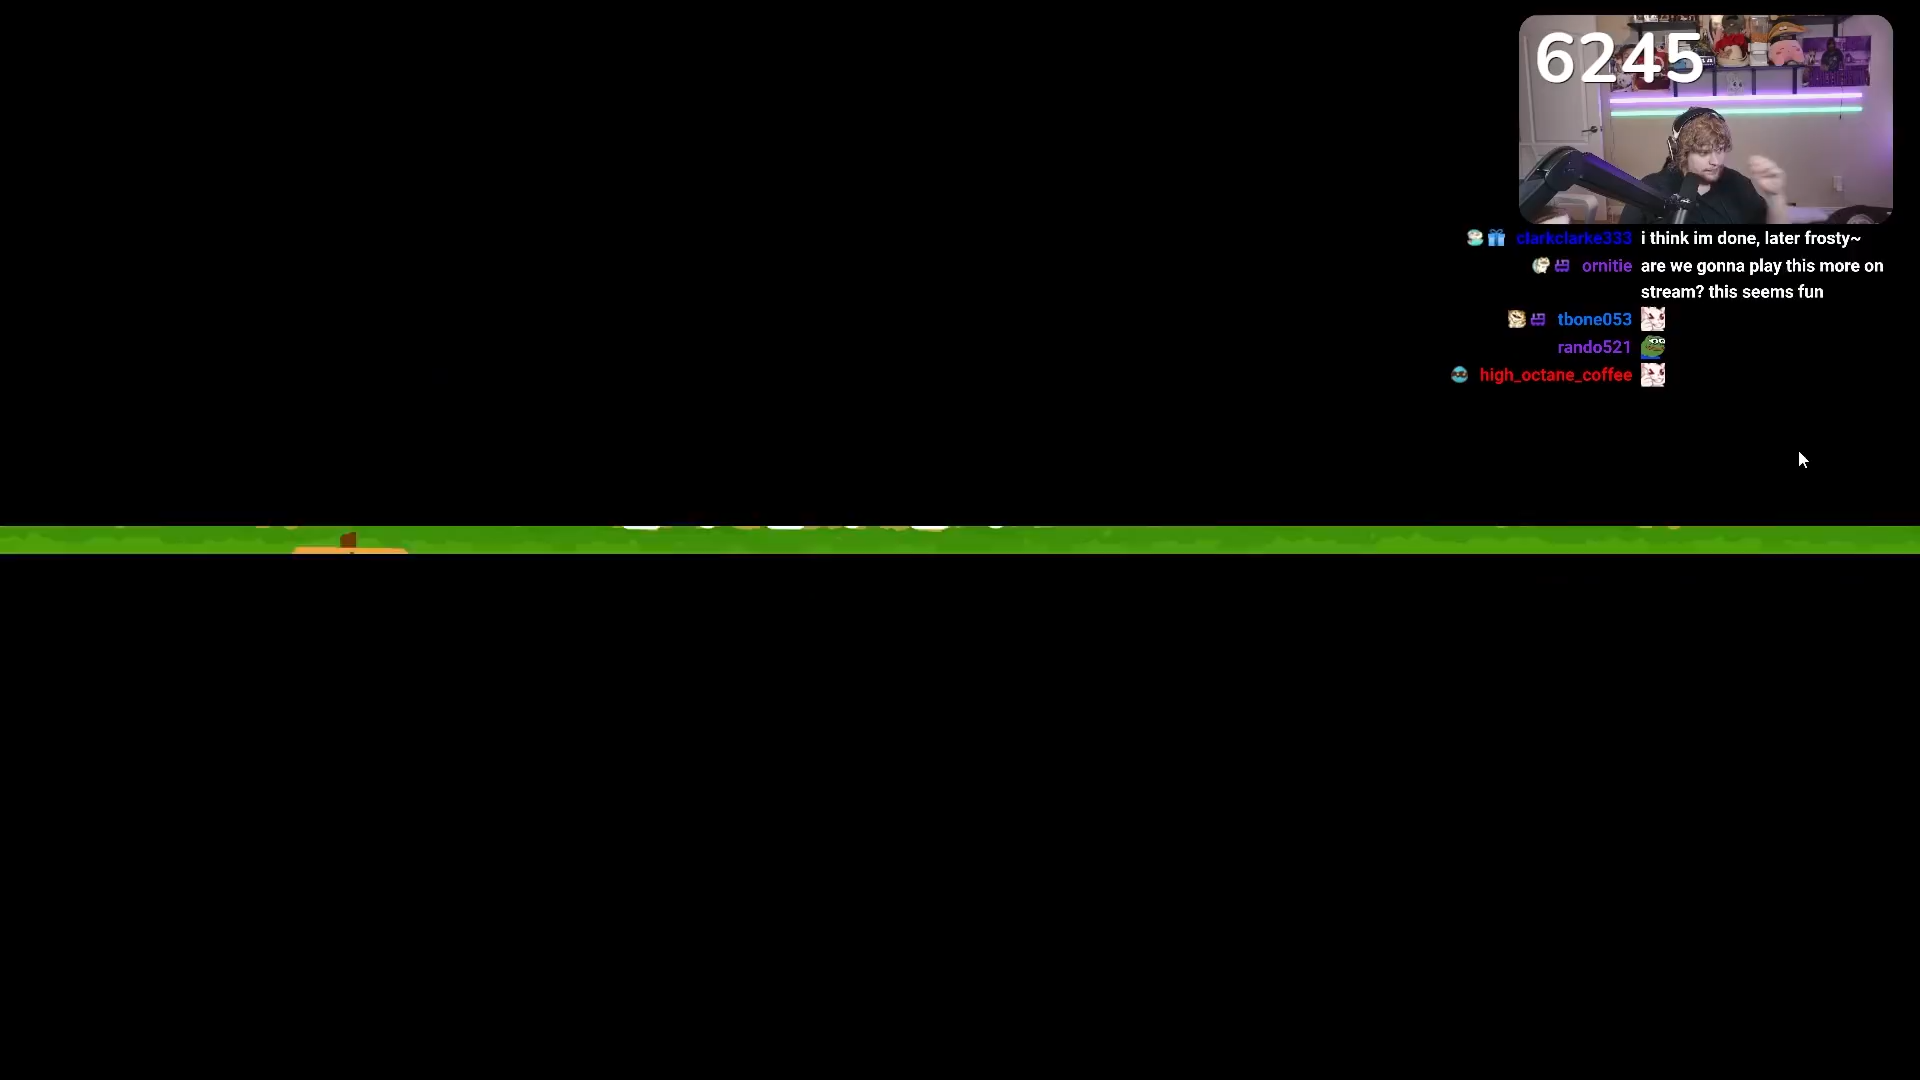 6245
clarkclarke333 i think im done, later frosty~
ornitie are we gonna play this more on
stream? this seems fun
tbone053
rando521
high_octane_coffee